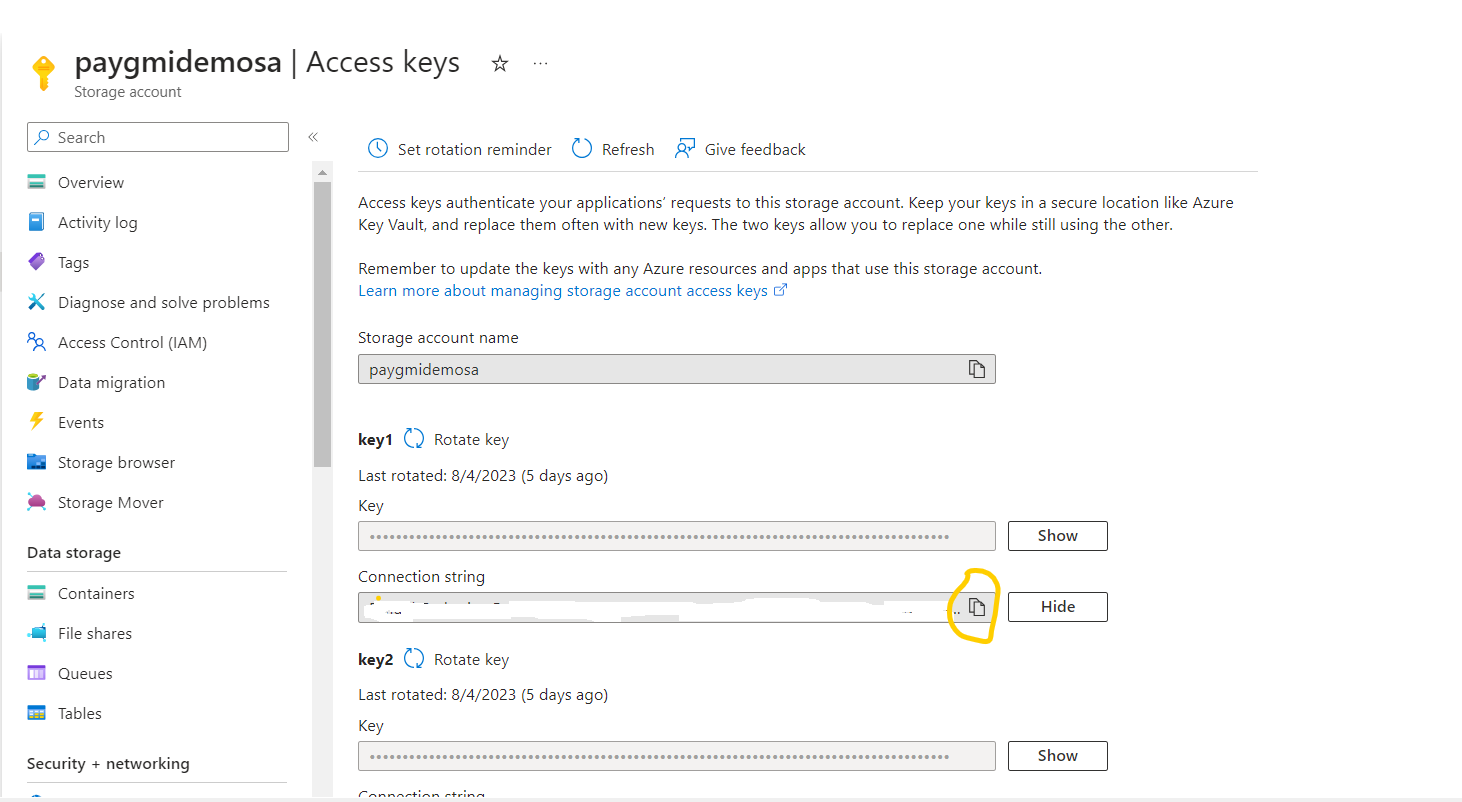 paygmidemosa | Access keys
Storage account
Search
Overview
Activity log
Tags
Diagnose and solve problems
Access Control (IAM)
Data migration
Events
Storage browser
Storage Mover
Data storage
Containers
File shares
Queues
Tables
Security + networking
Set rotation reminder Refresh Give feedback
Access keys authenticate your applications' requests to this storage account. Keep your keys in a secure location like Azure
Key Vault, and replace them often with new keys. The two keys allow you to replace one while still using the other.
Remember to update the keys with any Azure resources and apps that use this storage account.
Learn more about managing storage account access keys
Storage account name
paygmidemosa
key1 Rotate key
Last rotated: 8/4/2023 (5 days ago)
Key
Show
Connection string
Hide
key2 Rotate key
Last rotated: 8/4/2023 (5 days ago)
Key
Show
Connection string